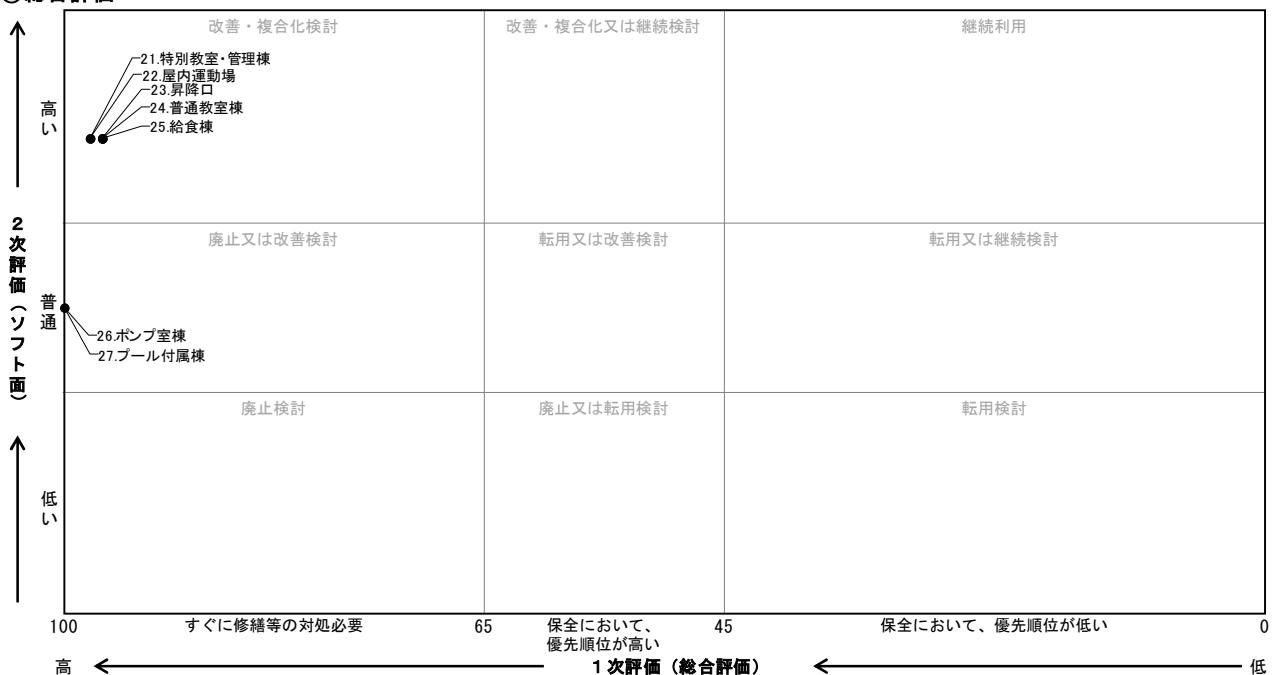 改善・複合化検討
改善・複合化又は継続検討
継続利用
21.特別教室・管理棟
22.屋内運動場
23.昇降口
24.普通教室棟
25.給食棟
高い
廃止又は改善検討
転用又は改善検討
転用又は継続検討
2次評価(ソフト面)
普通
26.ポンプ室棟
27.プール付属棟
廃止検討
廃止又は転用検討
転用検討
低い
100
すぐに修繕等の対処必要
65
保全において、
優先順位が高い
45
保全において、優先順位が低い
0
高
1次評価(総合評価)
低